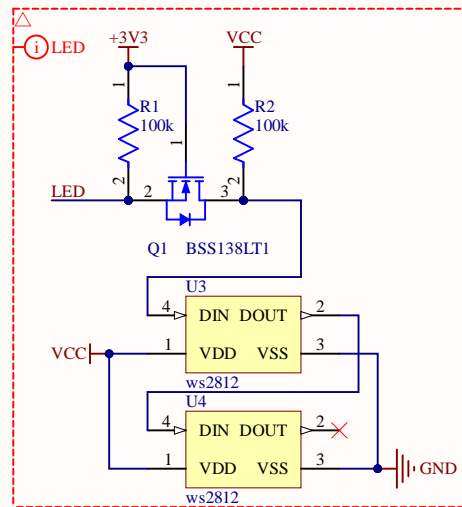 i LED
+3V3
VCC
1
1
R1
100k
R2
100k
1
2
2
LED
2
3
Q1 BSS138LT1
U3
4 DIN DOUT 2
VCC
1 VDD VSS 3
ws2812
U4
4 DIN DOUT 2
1 VDD VSS 3
GND
ws2812